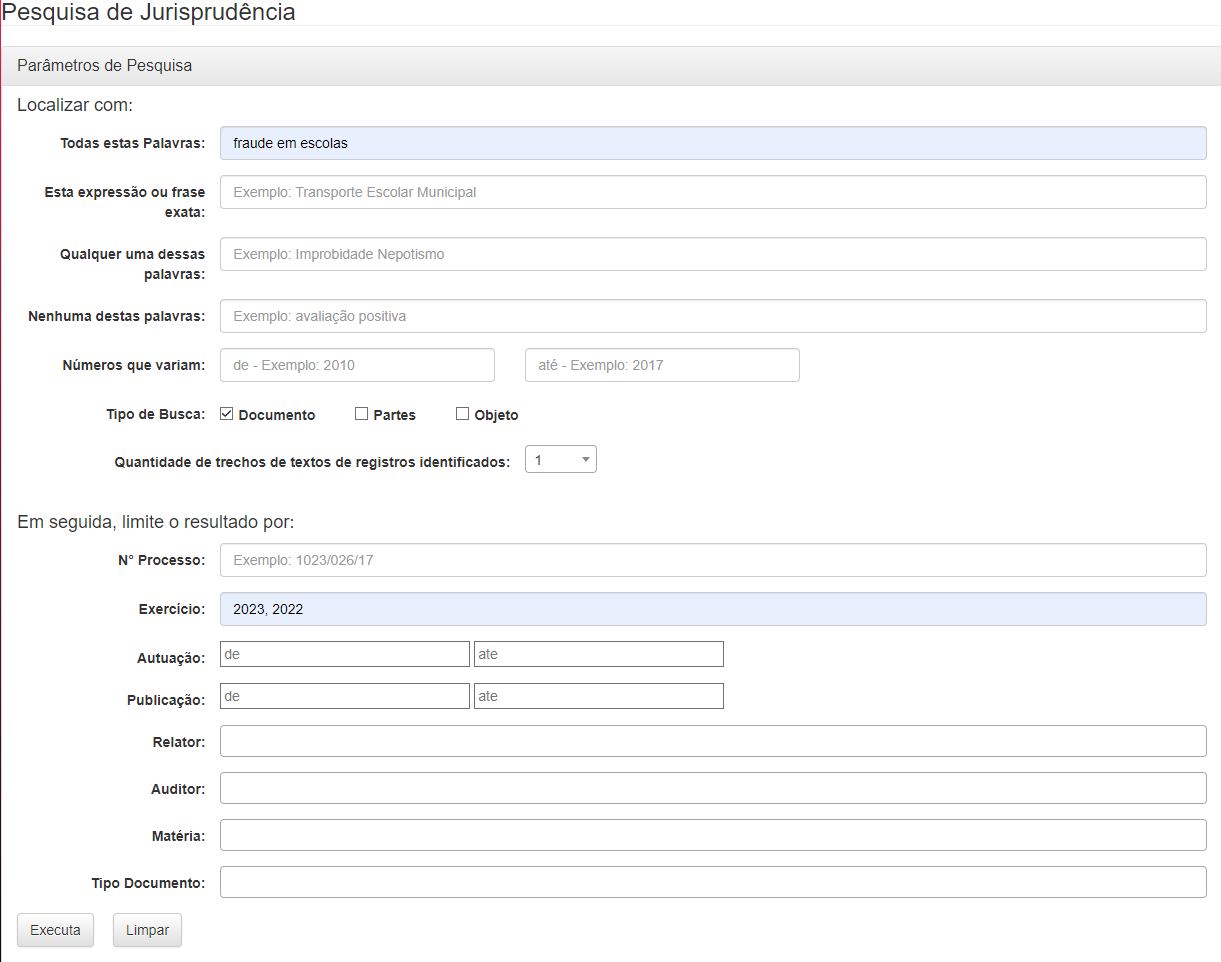 Pesquisa de Jurisprudência
Parâmetros de Pesquisa
Localizar com:
Todas estas Palavras: fraude em escolas
Esta expressão ou frase exata: Exemplo: Transporte Escolar Municipal
Qualquer uma dessas palavras: Exemplo: Improbidade Nepotismo
Nenhuma destas palavras: Exemplo: avaliação positiva
Números que variam: de - Exemplo: 2010 até - Exemplo: 2017
Tipo de Busca: Documento Partes Objeto
Quantidade de trechos de textos de registros identificados: 1
Em seguida, limite o resultado por:
N° Processo: Exemplo: 1023/026/17
Exercício: 2023, 2022
Autuação: de ate
Publicação: de ate
Relator:
Auditor:
Matéria:
Tipo Documento:
Executa Limpar